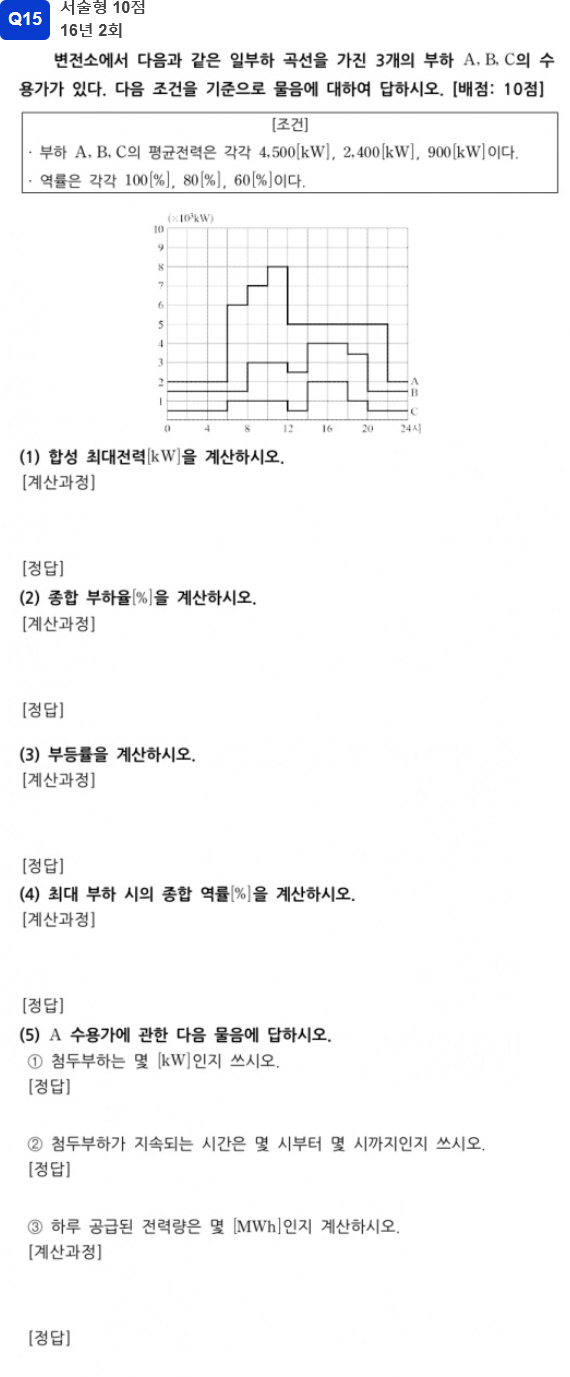 Q15
서술형 10점
16년 2회
변전소에서 다음과 같은 일부하 곡선을 가진 3개의 부하 A, B, C의 수
용가가 있다. 다음 조건을 기준으로 물음에 대하여 답하시오. [배점: 10점]
[조건]
· 부하 A, B, C의 평균전력은 각각 4,500[kW], 2,400[kW], 900[kW]이다.
· 역률은 각각 100[%], 80[%], 60[%]이다.
(×10³kW)
10
9
8
7
6
5
4
3
2
1
A
B
C
0 4 8 12 16 20 24시
(1) 합성 최대전력[kW]을 계산하시오.
[계산과정]
[정답]
(2) 종합 부하율[%]을 계산하시오.
[계산과정]
[정답]
(3) 부등률을 계산하시오.
[계산과정]
[정답]
(4) 최대 부하 시의 종합 역률[%]을 계산하시오.
[계산과정]
[정답]
(5) A 수용가에 관한 다음 물음에 답하시오.
① 첨두부하는 몇 [kW]인지 쓰시오.
[정답]
② 첨두부하가 지속되는 시간은 몇 시부터 몇 시까지인지 쓰시오.
[정답]
③ 하루 공급된 전력량은 몇 [MWh]인지 계산하시오.
[계산과정]
[정답]